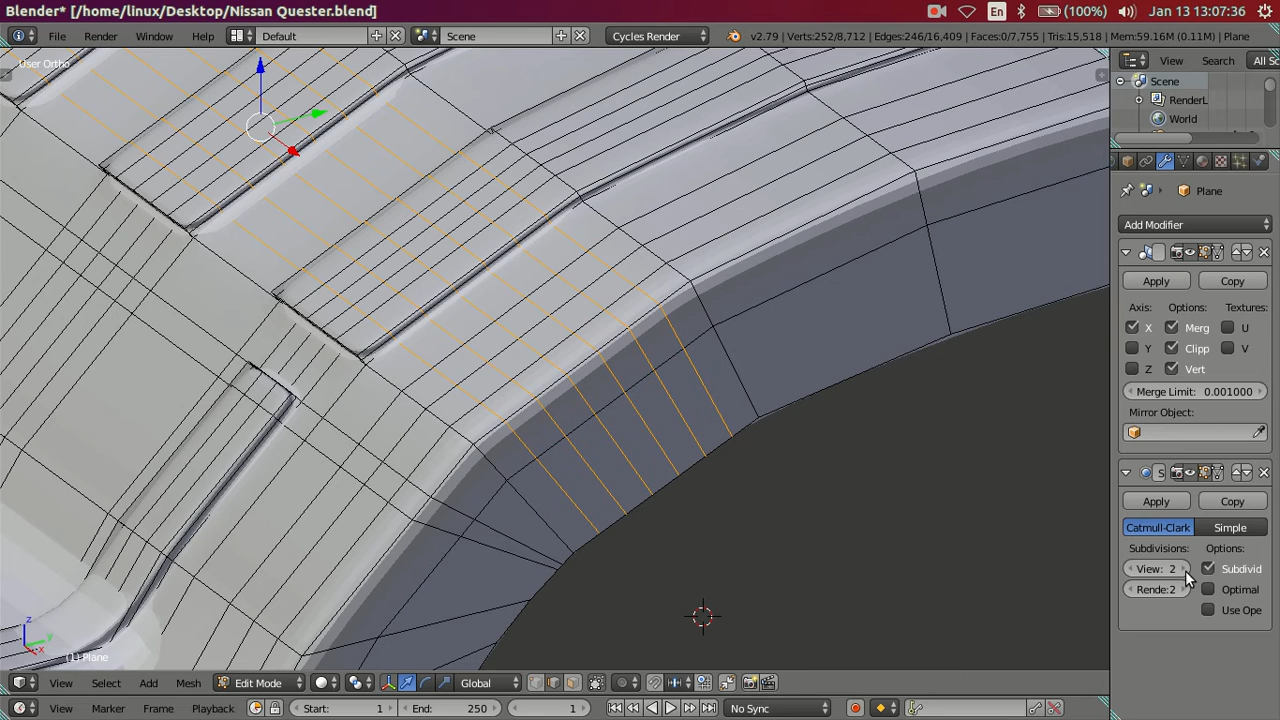 Blender* [/home/linux/Desktop/Nissan Quester.blend]
En
(100%)
Jan 13 13:07:36
File
Render
Window
Help
Default
Scene
Cycles Render
v2.79 | Verts:252/8,712 | Edges:246/16,409 | Faces:0/7,755 | Tris:15,518 | Mem:59.16M (0.11M) | Plane
User Ortho
View
Search
All Sc
Scene
RenderL
World
Plane
Add Modifier
Apply
Copy
Axis:
Options:
Textures:
X
Merg
U
Y
Clipp
V
Z
Vert
Merge Limit: 0.001000
Mirror Object:
S
Apply
Copy
Catmull-Clark
Simple
Subdivisions:
Options:
View: 2
Subdivid
Rende:2
Optimal
Use Ope
z
y
x
(1) Plane
View
Select
Add
Mesh
Edit Mode
Global
View
Marker
Frame
Playback
Start: 1
End: 250
1
No Sync